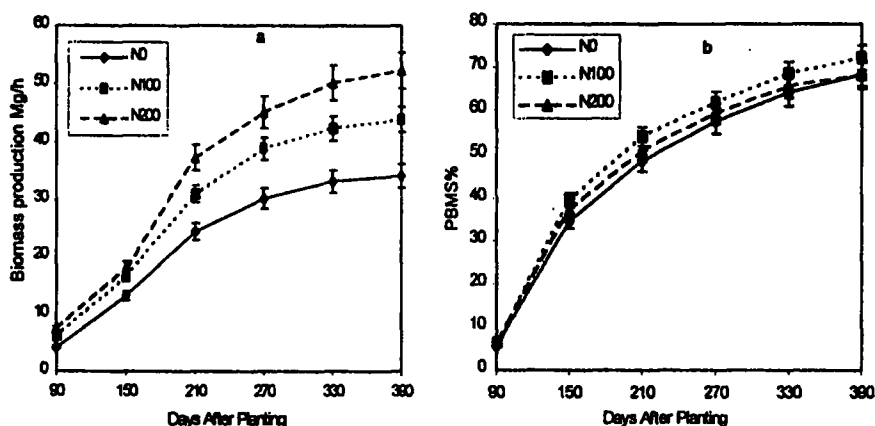 60
50
40
30
20
10
0
90 150 210 270 330 390
Days After Planting
Biomass production Mg/h
a
N0
N100
N200
80
70
60
50
40
30
20
10
0
90 150 210 270 330 390
Days After Planting
PBMS%
b
N0
N100
N200